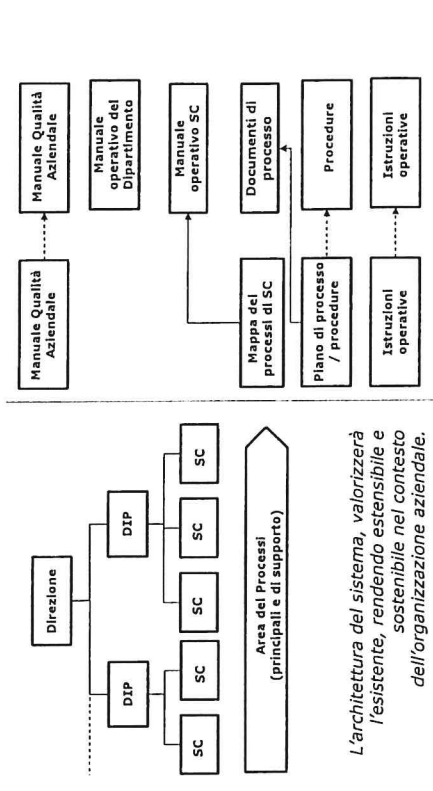 Direzione
DIP
DIP
SC
SC
SC
SC
SC
Area dei Processi
(principali e di supporto)
L'architettura del sistema, valorizzerà
l'esistente, rendendo estensibile e
sostenibile nel contesto
dell'organizzazione aziendale.
Manuale Qualità
Aziendale
Manuale Qualità
Aziendale
Manuale
operativo del
Dipartimento
Manuale
operativo SC
Mappa dei
processi di SC
Documenti di
processo
Piano di processo
/ procedure
Procedure
Istruzioni
operative
Istruzioni
operative